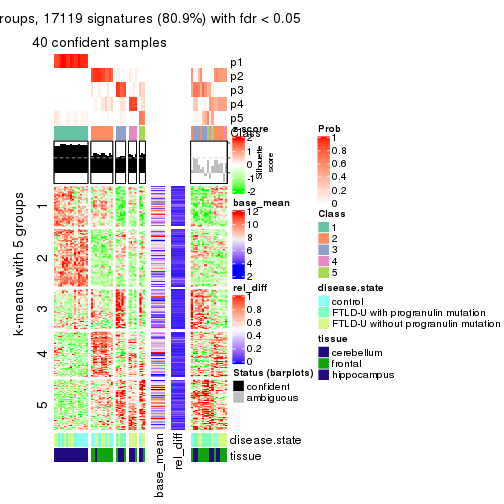 roups, 17119 signatures (80.9%) with fdr < 0.05
40 confident samples
p1
p2
p3
p4
p5
Class
z-score
2
1
0
-1
-2
Silhouette
score
base_mean
12
10
8
6
4
2
rel_diff
1
0.8
0.6
0.4
0.2
0
Status (barplots)
confident
ambiguous
Prob
1
0.8
0.6
0.4
0.2
0
Class
1
2
3
4
5
disease.state
control
FTLD-U with progranulin mutation
FTLD-U without progranulin mutation
tissue
cerebellum
frontal
hippocampus
k-means with 5 groups
1
2
3
4
5
disease.state
tissue
base_mean
rel_diff